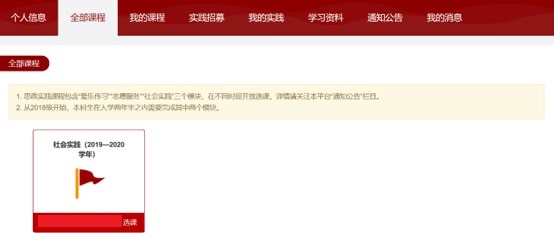 个人信息
全部课程
我的课程
实践招募
我的实践
学习资料
通知公告
我的消息
全部课程
1. 思政实践课程包含"爱乐传习""志愿服务""社会实践"三个模块，在不同时段开放选课，详情请关注本平台"通知公告"栏目。
2. 从2018级开始，本科生在入学两年半之内需要完成其中两个模块。
社会实践（2019—2020
学年）
选课